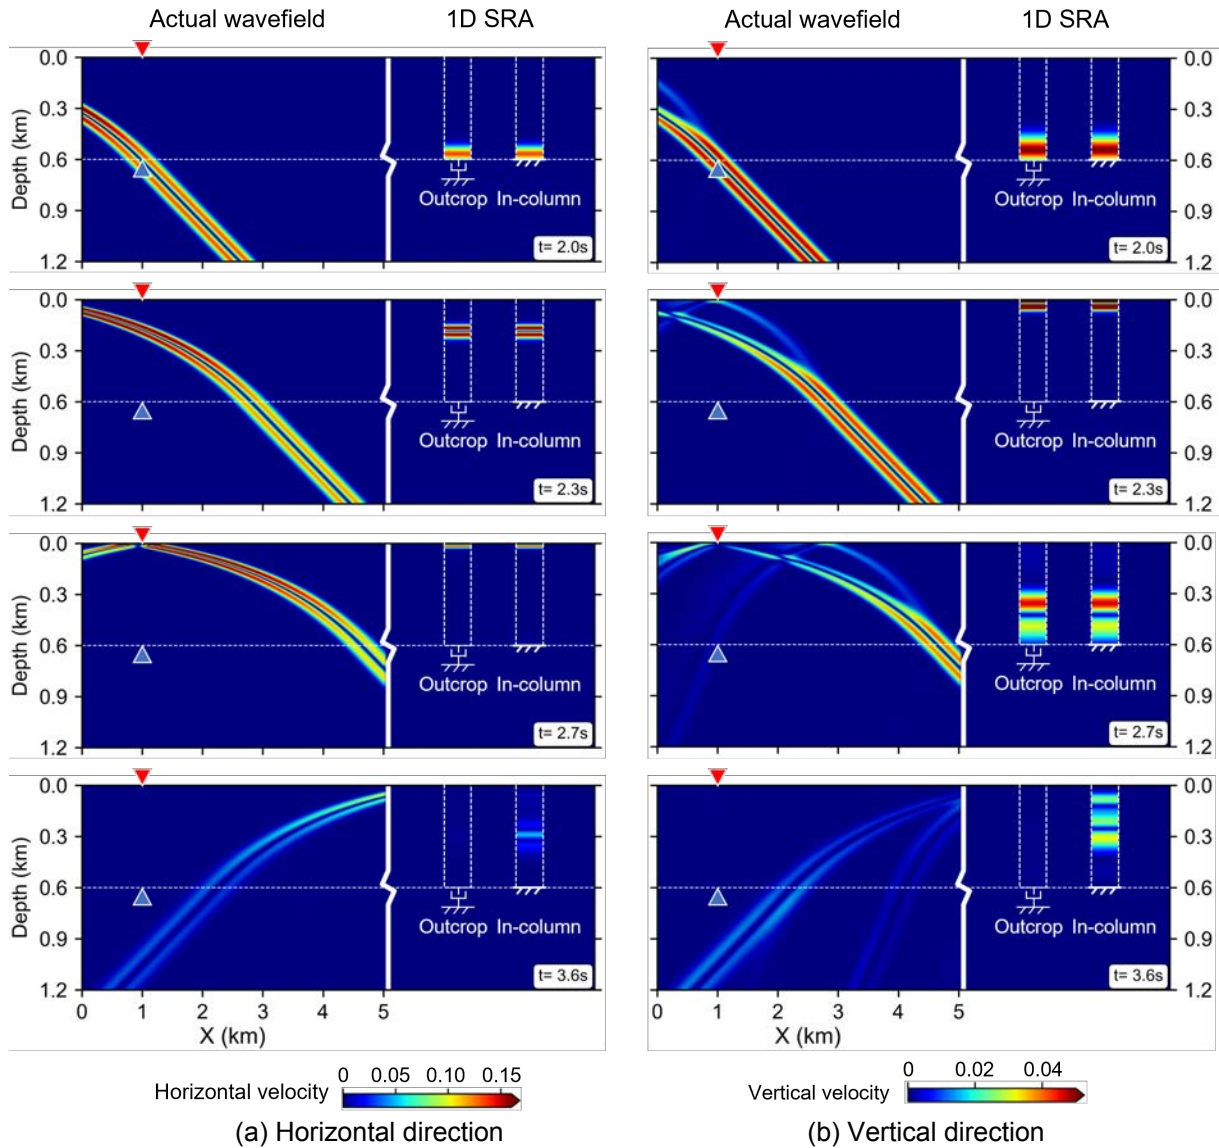 Actual wavefield 1D SRA Actual wavefield 1D SRA
0.0 0.0
0.3 0.3
Depth (km)
0.6 0.6
Outcrop In-column Outcrop In-column
0.9 0.9
t= 2.0s t= 2.0s
1.2 1.2
0.0 0.0
0.3 0.3
Depth (km)
0.6 0.6
Outcrop In-column Outcrop In-column
0.9 0.9
t= 2.3s t= 2.3s
1.2 1.2
0.0 0.0
0.3 0.3
Depth (km)
0.6 0.6
Outcrop In-column Outcrop In-column
0.9 0.9
t= 2.7s t= 2.7s
1.2 1.2
0.0 0.0
0.3 0.3
Depth (km)
0.6 0.6
Outcrop In-column Outcrop In-column
0.9 0.9
t= 3.6s t= 3.6s
1.2 1.2
0 1 2 3 4 5 0 1 2 3 4 5
X (km) X (km)
0 0.05 0.10 0.15 0 0.02 0.04
Horizontal velocity Vertical velocity
(a) Horizontal direction (b) Vertical direction